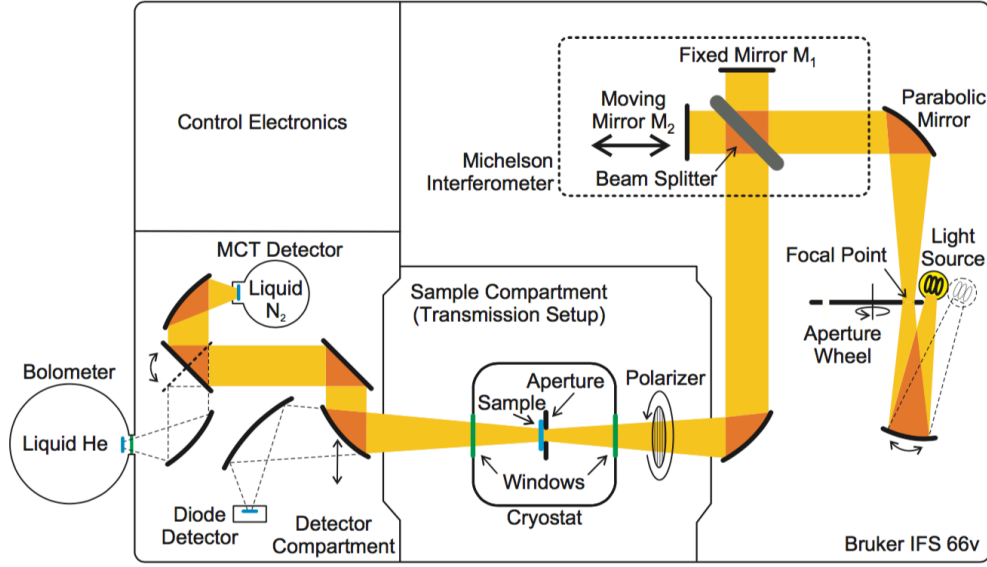 Fixed Mirror M1
Moving
Mirror M2
Parabolic
Mirror
Control Electronics
Michelson
Interferometer
Beam Splitter
MCT Detector
Liquid
N2
Focal Point
Light
Source
Sample Compartment
(Transmission Setup)
Aperture
Wheel
Bolometer
Liquid He
Aperture
Sample
Polarizer
Windows
Cryostat
Diode
Detector
Detector
Compartment
Bruker IFS 66v